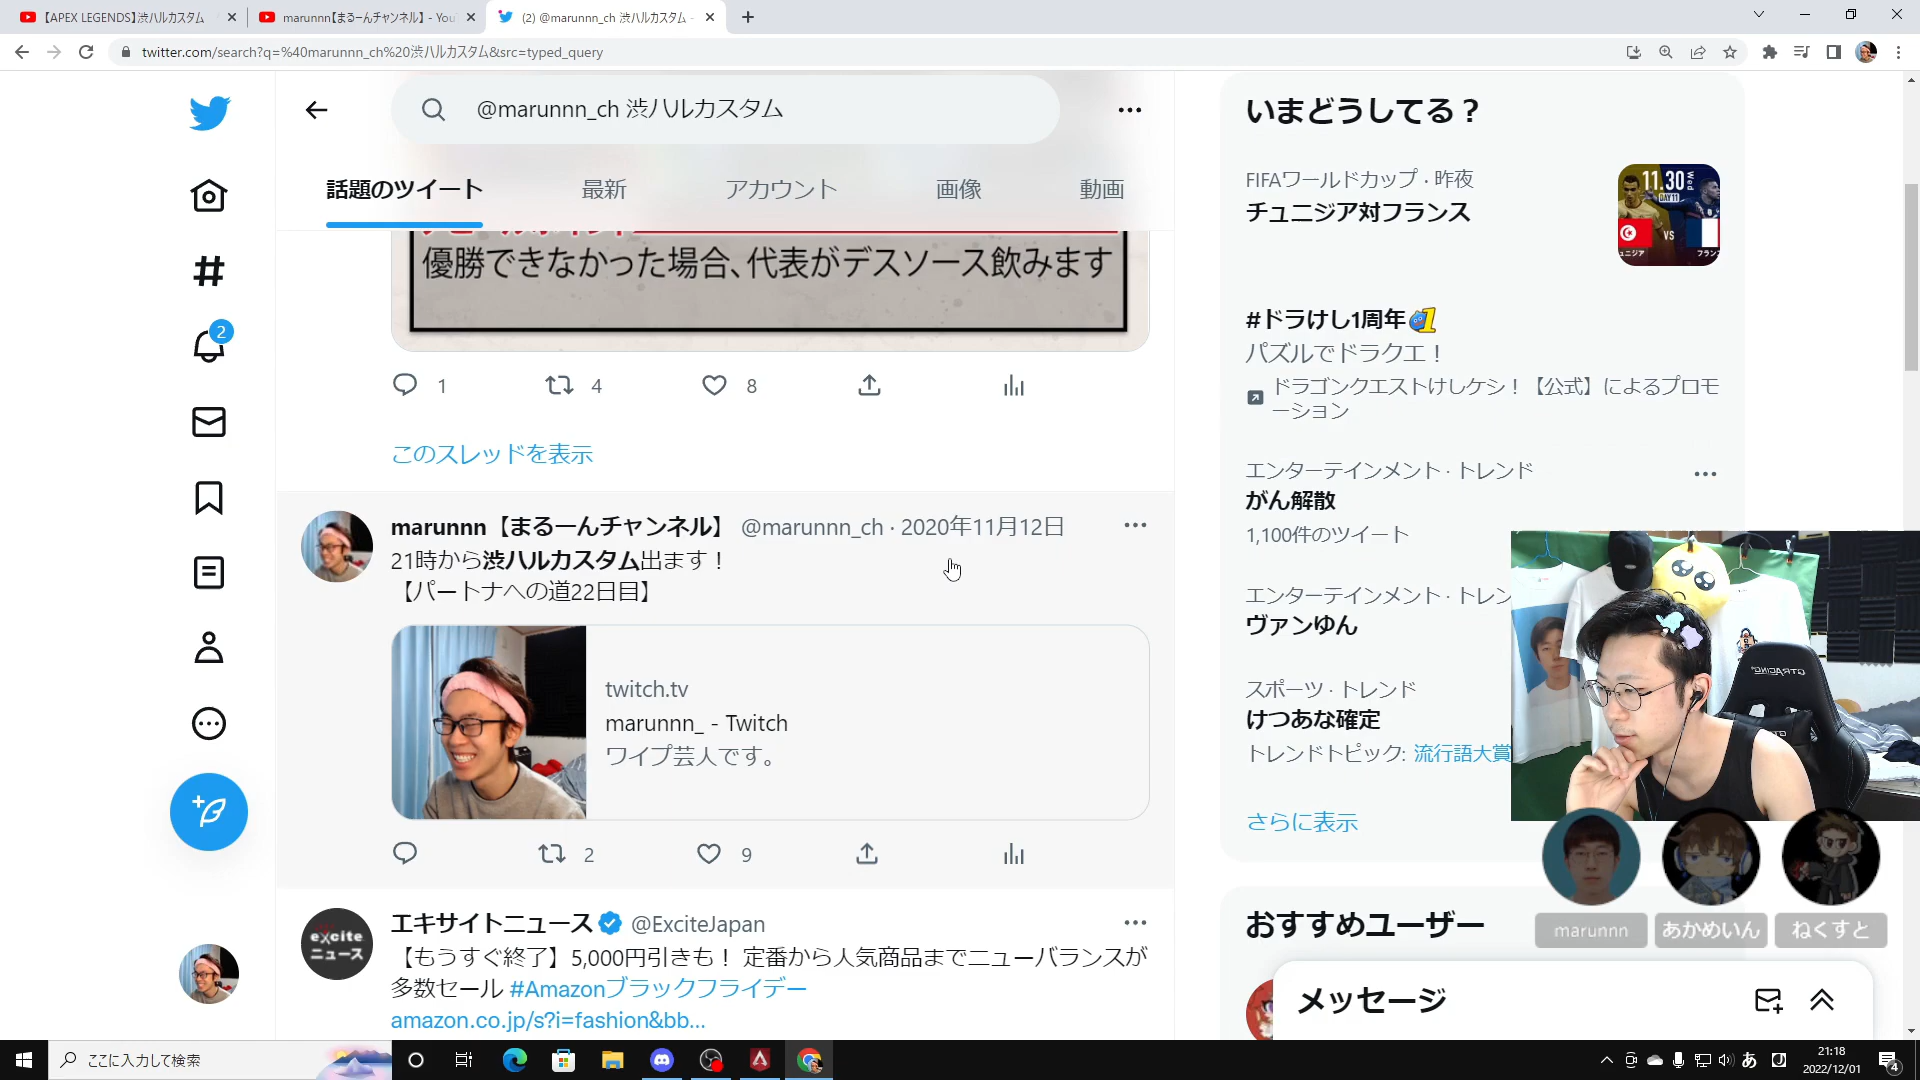 【APEX LEGENDS】渋ハルカスタム
marunnn【まるーんチャンネル】 - You
(2) @marunnn_ch 渋ハルカスタム -
twitter.com/search?q=%40marunnn_ch%20渋ハルカスタム&src=typed_query
@marunnn_ch 渋ハルカスタム
話題のツイート 最新 アカウント 画像 動画
優勝できなかった場合、代表がデスソース飲みます
1 4 8
このスレッドを表示
2
marunnn【まるーんチャンネル】 @marunnn_ch · 2020年11月12日
21時から渋ハルカスタム出ます！
【パートナへの道22日目】
twitch.tv
marunnn_ - Twitch
ワイプ芸人です。
2 9
excite
ニュース
エキサイトニュース @ExciteJapan
【もうすぐ終了】5,000円引きも！ 定番から人気商品までニューバランスが
多数セール #Amazonブラックフライデー
amazon.co.jp/s?i=fashion&bb...
いまどうしてる？
FIFAワールドカップ · 昨夜
チュニジア対フランス
11.30 Wed
DAY11
VS
#ドラけし1周年
パズルでドラクエ！
ドラゴンクエストけしケシ！【公式】によるプロモ
ーション
エンターテインメント · トレンド
がん解散
1,100件のツイート
エンターテインメント · トレン
ヴァンゆん
スポーツ · トレンド
けつあな確定
トレンドトピック: 流行語大賞
さらに表示
おすすめユーザー
marunnn あかめいん ねくすと
メッセージ
ここに入力して検索
あ
21:18
2022/12/01
4